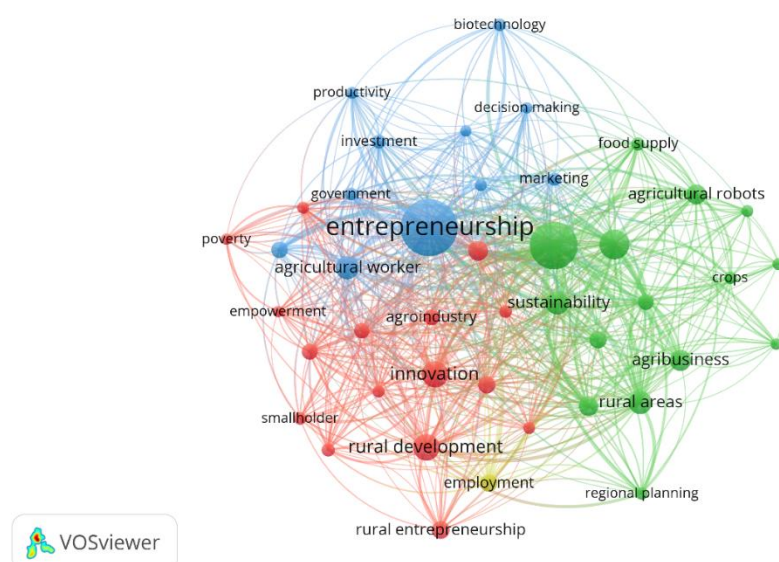 biotechnology
productivity
decision making
investment
food supply
marketing
agricultural robots
government
entrepreneurship
poverty
agricultural worker
crops
sustainability
empowerment
agroindustry
agribusiness
innovation
rural areas
smallholder
rural development
employment
regional planning
rural entrepreneurship
VOSviewer